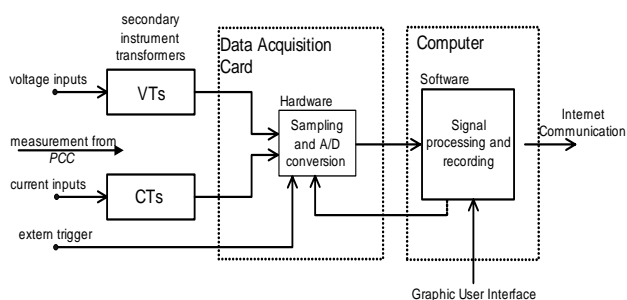 secondary
instrument
transformers
Data Acquisition
Card
Computer
voltage inputs
VTs
Hardware
Sampling
and A/D
conversion
Software
Signal
processing and
recording
Internet
Communication
measurement from
PCC
current inputs
CTs
extern trigger
Graphic User Interface